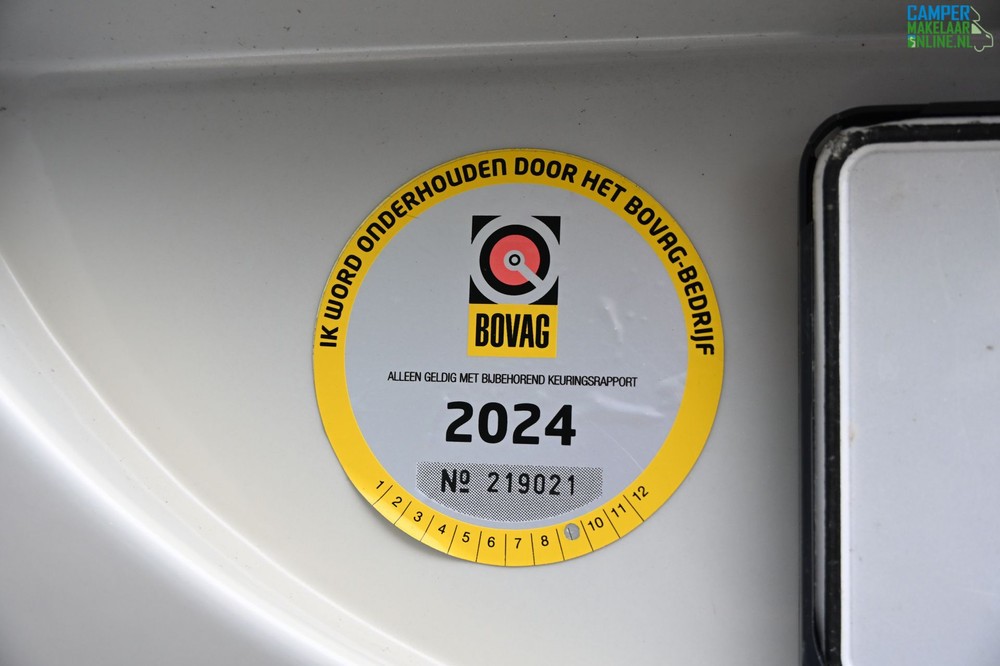 CAMPER
MAKELAAR
ONLINE.NL
IK WORD ONDERHOUDEN DOOR HET BOVAG-BEDRIJF
BOVAG
ALLEEN GELDIG MET BIJBEHOREND KEURINGSRAPPORT
2024
Nº 219021
1 2 3 4 5 6 7 8 10 11 12